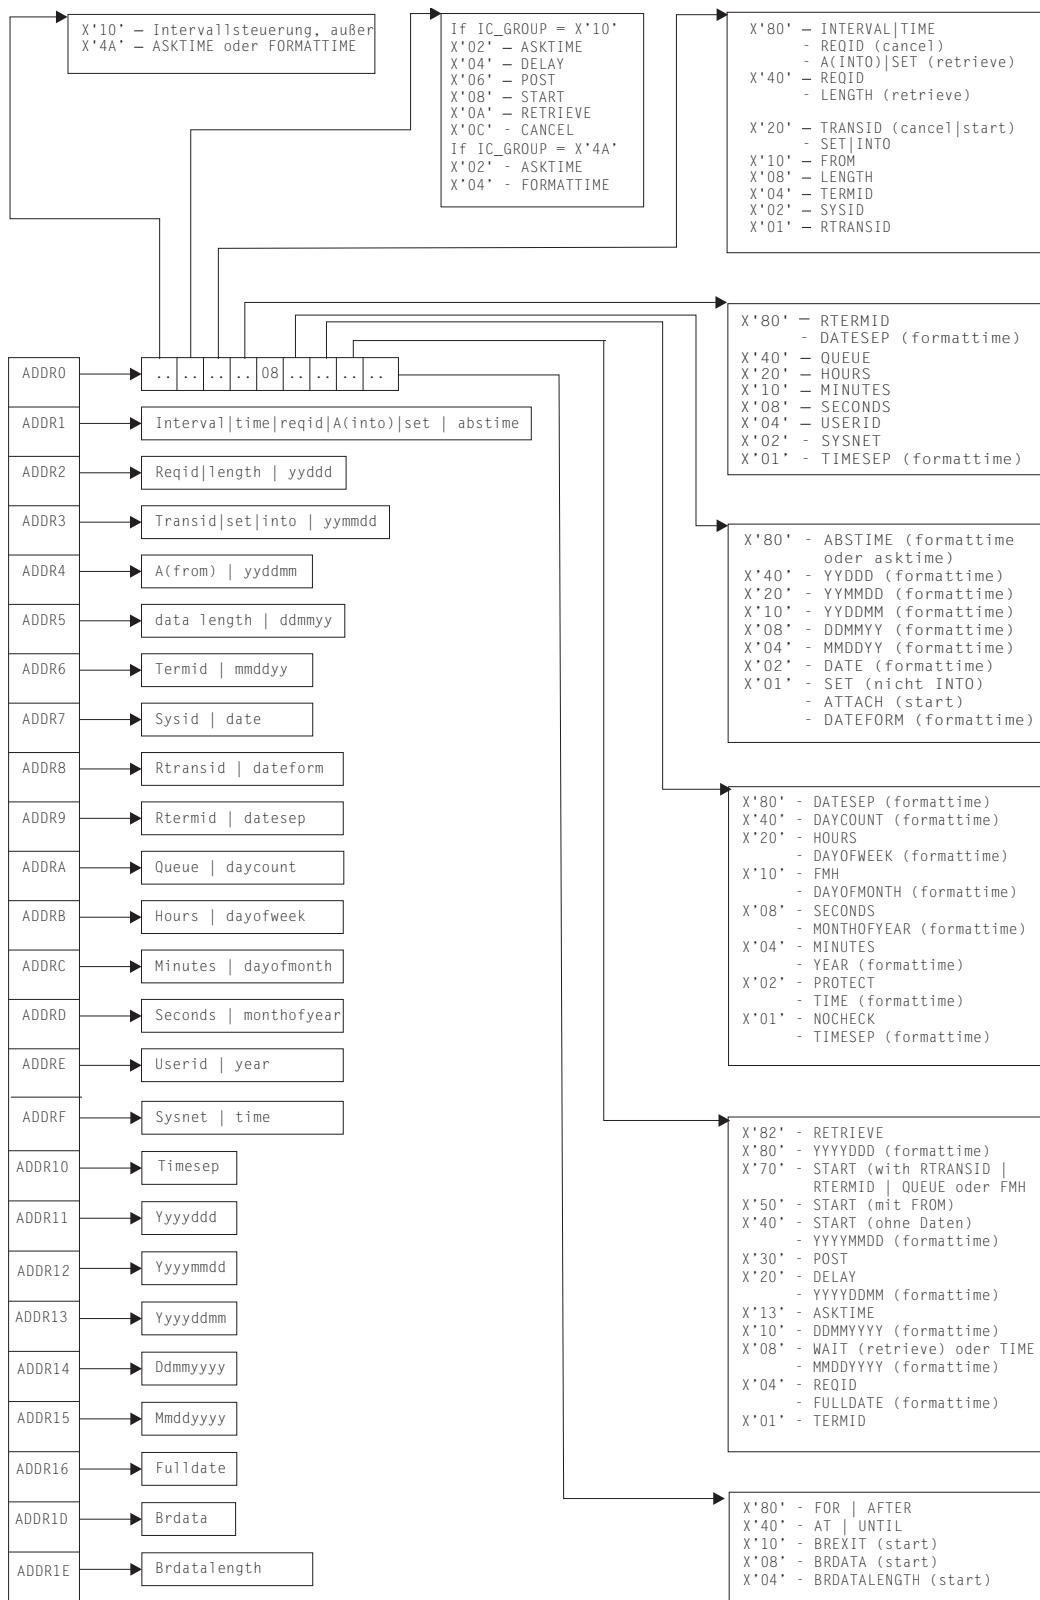 X'10' – Intervallsteuerung, außer
X'4A' – ASKTIME oder FORMATTIME
If IC_GROUP = X'10'
X'02' – ASKTIME
X'04' – DELAY
X'06' – POST
X'08' – START
X'0A' – RETRIEVE
X'0C' - CANCEL
If IC_GROUP = X'4A'
X'02' - ASKTIME
X'04' - FORMATTIME
X'80' – INTERVAL|TIME
- REQID (cancel)
- A(INTO)|SET (retrieve)
X'40' – REQID
- LENGTH (retrieve)
X'20' – TRANSID (cancel|start)
- SET|INTO
X'10' – FROM
X'08' – LENGTH
X'04' – TERMID
X'02' – SYSID
X'01' – RTRANSID
X'80' – RTERMID
- DATESEP (formattime)
X'40' – QUEUE
X'20' – HOURS
X'10' – MINUTES
X'08' – SECONDS
X'04' – USERID
X'02' - SYSNET
X'01' - TIMESEP (formattime)
ADDR0
.. .. .. .. 08 .. .. .. ..
ADDR1
Interval|time|reqid|A(into)|set | abstime
ADDR2
Reqid|length | yyddd
ADDR3
Transid|set|into | yymmdd
ADDR4
A(from) | yyddmm
ADDR5
data length | ddmmyy
ADDR6
Termid | mmddyy
ADDR7
Sysid | date
ADDR8
Rtransid | dateform
ADDR9
Rtermid | datesep
ADDRA
Queue | daycount
ADDRB
Hours | dayofweek
ADDRC
Minutes | dayofmonth
ADDRD
Seconds | monthofyear
ADDRE
Userid | year
ADDRF
Sysnet | time
ADDR10
Timesep
ADDR11
Yyyyddd
ADDR12
Yyyymmdd
ADDR13
Yyyyddmm
ADDR14
Ddmmyyyy
ADDR15
Mmddyyyy
ADDR16
Fulldate
ADDR1D
Brdata
ADDR1E
Brdatalength
X'80' - ABSTIME (formattime
oder asktime)
X'40' - YYDDD (formattime)
X'20' - YYMMDD (formattime)
X'10' - YYDDMM (formattime)
X'08' - DDMMYY (formattime)
X'04' - MMDDYY (formattime)
X'02' - DATE (formattime)
X'01' - SET (nicht INTO)
- ATTACH (start)
- DATEFORM (formattime)
X'80' - DATESEP (formattime)
X'40' - DAYCOUNT (formattime)
X'20' - HOURS
- DAYOFWEEK (formattime)
X'10' - FMH
- DAYOFMONTH (formattime)
X'08' - SECONDS
- MONTHOFYEAR (formattime)
X'04' - MINUTES
- YEAR (formattime)
X'02' - PROTECT
- TIME (formattime)
X'01' - NOCHECK
- TIMESEP (formattime)
X'82' - RETRIEVE
X'80' - YYYYDDD (formattime)
X'70' - START (with RTRANSID |
RTERMID | QUEUE oder FMH
X'50' - START (mit FROM)
X'40' - START (ohne Daten)
- YYYYMMDD (formattime)
X'30' - POST
X'20' - DELAY
- YYYYDDMM (formattime)
X'13' - ASKTIME
X'10' - DDMMYYYY (formattime)
X'08' - WAIT (retrieve) oder TIME
- MMDDYYYY (formattime)
X'04' - REQID
- FULLDATE (formattime)
X'01' - TERMID
X'80' - FOR | AFTER
X'40' - AT | UNTIL
X'10' - BREXIT (start)
X'08' - BRDATA (start)
X'04' - BRDATALENGTH (start)